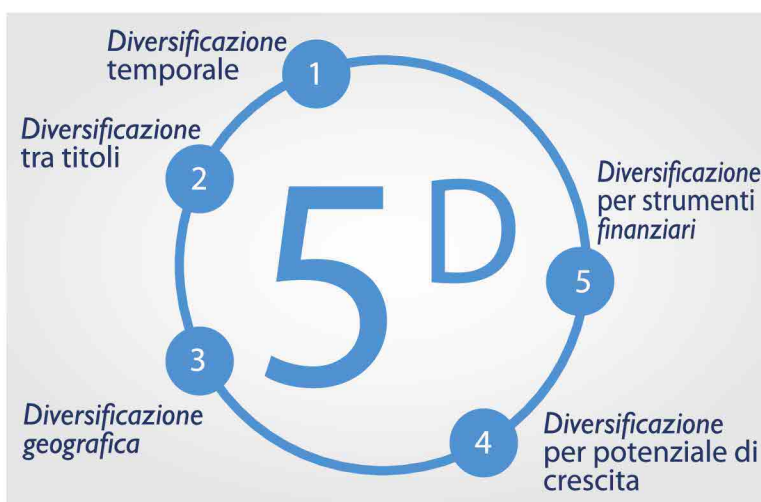 Diversificazione
temporale
1
Diversificazione
tra titoli
2
3
Diversificazione
geografica
4
Diversificazione
per potenziale di
crescita
Diversificazione
per strumenti
finanziari
5
5 D